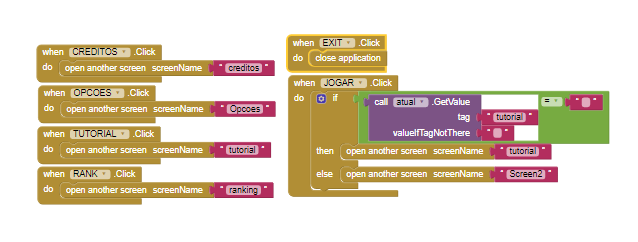 when CREDITOS .Click
do open another screen screenName " creditos "
when OPCOES .Click
do open another screen screenName " Opcoes "
when TUTORIAL .Click
do open another screen screenName " tutorial "
when RANK .Click
do open another screen screenName " ranking "
when EXIT .Click
do close application
when JOGAR .Click
do if call atual .GetValue = " "
tag " tutorial "
valueIfTagNotThere " "
then open another screen screenName " tutorial "
else open another screen screenName " Screen2 "